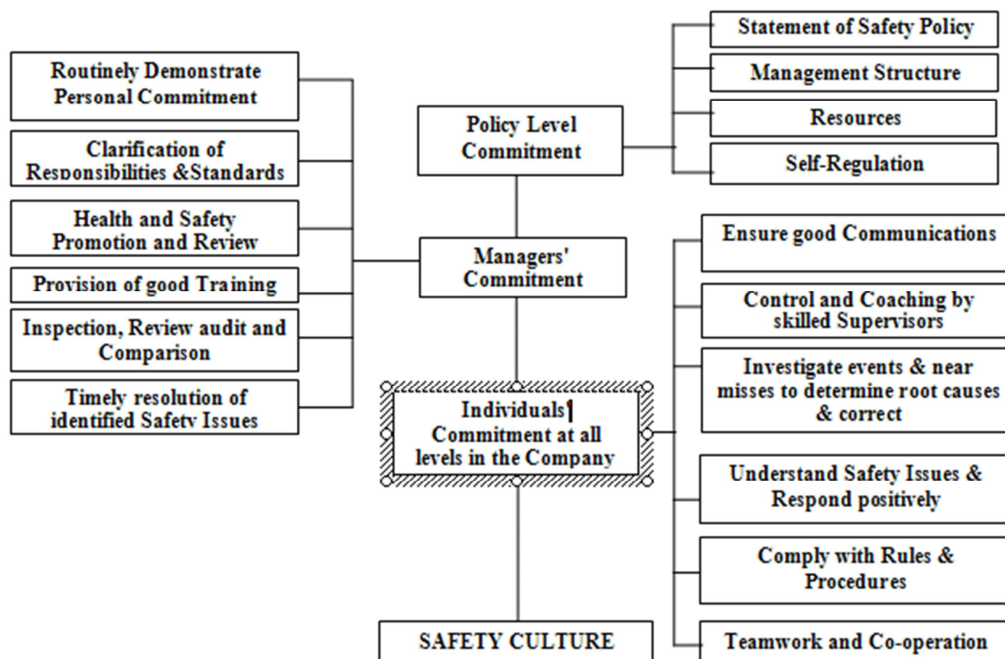 Statement of Safety Policy
Management Structure
Resources
Self-Regulation
Policy Level
Commitment
Routinely Demonstrate
Personal Commitment
Clarification of
Responsibilities &Standards
Health and Safety
Promotion and Review
Provision of good Training
Inspection, Review audit and
Comparison
Timely resolution of
identified Safety Issues
Managers'
Commitment
Ensure good Communications
Control and Coaching by
skilled Supervisors
Investigate events & near
misses to determine root causes
& correct
Understand Safety Issues &
Respond positively
Comply with Rules &
Procedures
Teamwork and Co-operation
Individuals'
Commitment at all
levels in the Company
SAFETY CULTURE